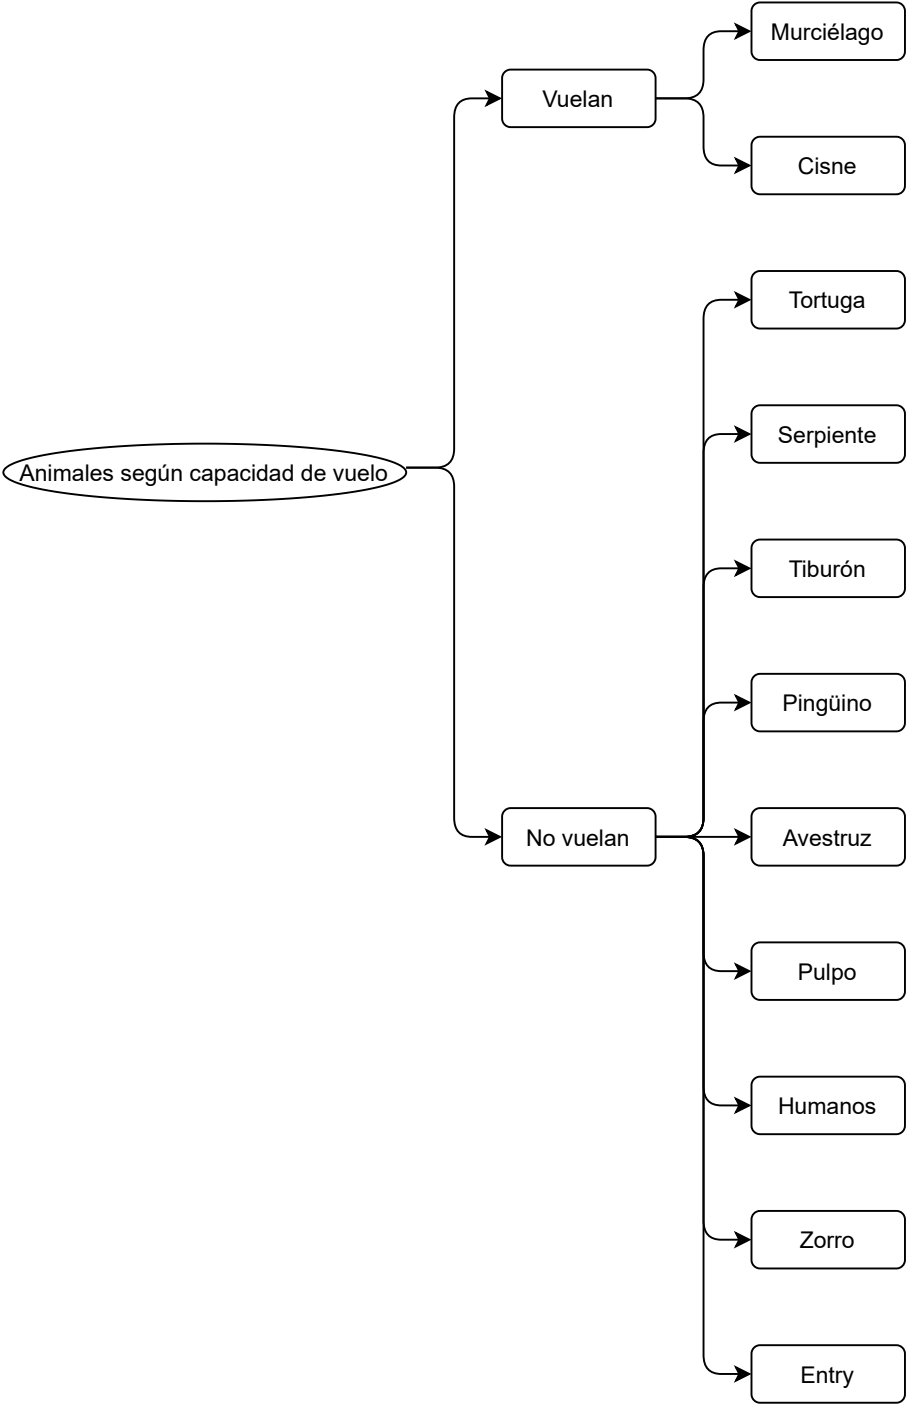 Animales según capacidad de vuelo
Vuelan
Murciélago
Cisne
No vuelan
Tortuga
Serpiente
Tiburón
Pingüino
Avestruz
Pulpo
Humanos
Zorro
Entry